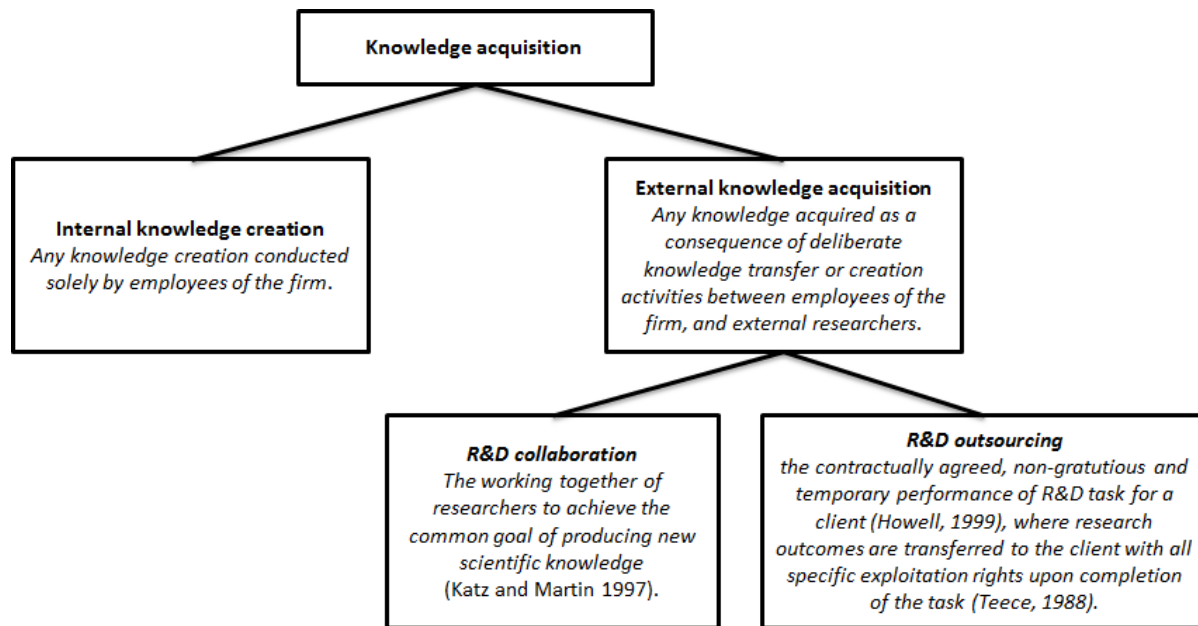 Knowledge acquisition
Internal knowledge creation
Any knowledge creation conducted
solely by employees of the firm.
External knowledge acquisition
Any knowledge acquired as a
consequence of deliberate
knowledge transfer or creation
activities between employees of the
firm, and external researchers.
R&D collaboration
The working together of
researchers to achieve the
common goal of producing new
scientific knowledge
(Katz and Martin 1997).
R&D outsourcing
the contractually agreed, non-gratutious and
temporary performance of R&D task for a
client (Howell, 1999), where research
outcomes are transferred to the client with all
specific exploitation rights upon completion
of the task (Teece, 1988).